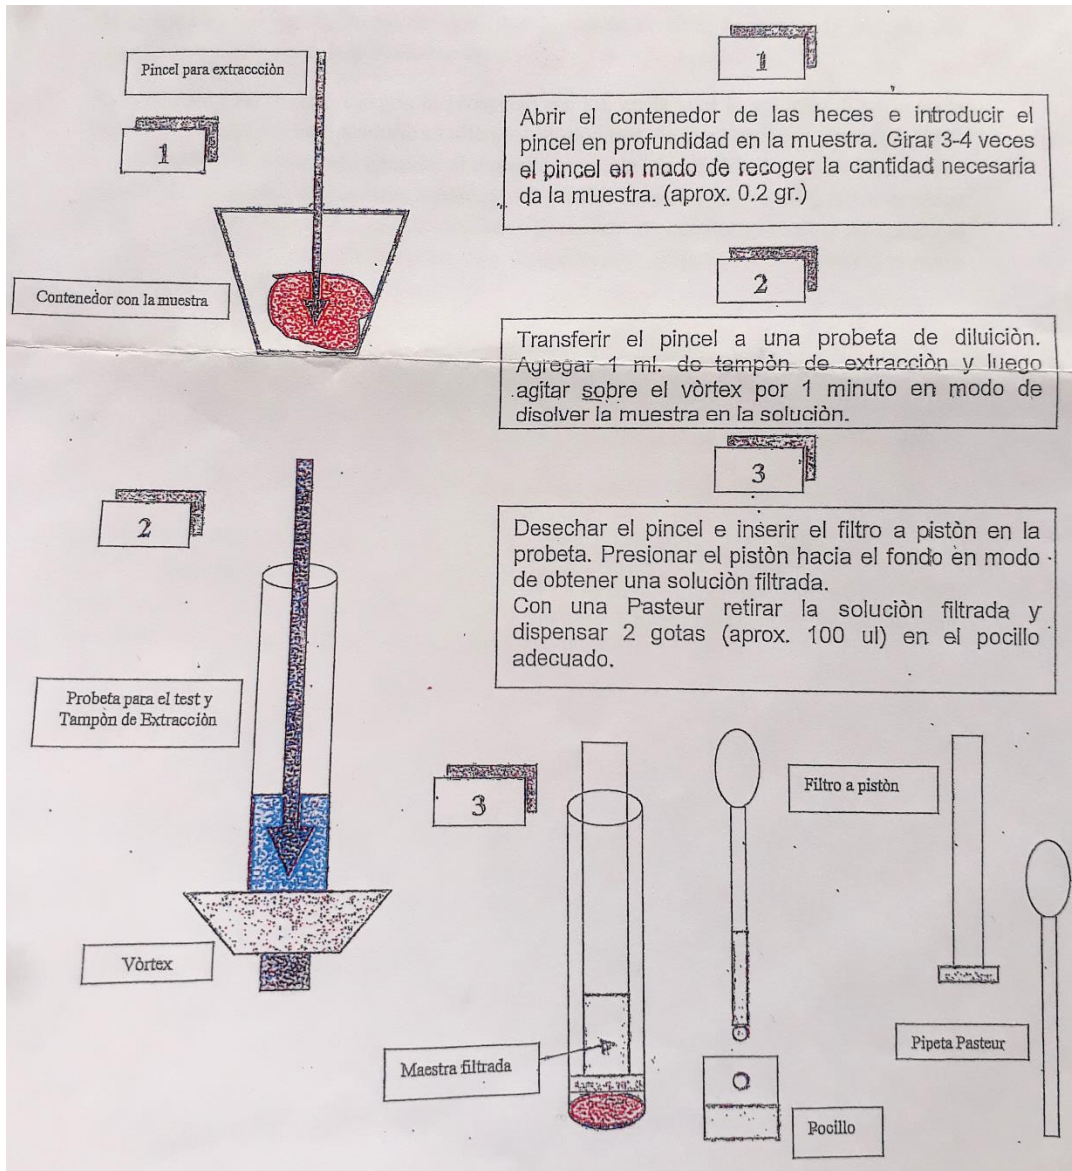 Pincel para extraccciòn
1
Contenedor con la muestra
1
Abrir el contenedor de las heces e introducir el
pincel en profundidad en la muestra. Girar 3-4 veces
el pincel en modo de recoger la cantidad necesaria
da la muestra. (aprox. 0.2 gr.)
2
Transferir el pincel a una probeta de diluiciòn.
Agregar 1 ml. de tampòn de extracciòn y luego
agitar sobre el vòrtex por 1 minuto en modo de
disolver la muestra en la soluciòn.
3
Desechar el pincel e inserir el filtro a pistòn en la
probeta. Presionar el pistòn hacia el fondo en modo
de obtener una soluciòn filtrada.
Con una Pasteur retirar la soluciòn filtrada y
dispensar 2 gotas (aprox. 100 ul) en el pocillo
adecuado.
2
Probeta para el test y
Tampòn de Extracciòn
Vòrtex
3
Maestra filtrada
Filtro a pistòn
Pipeta Pasteur
Pocillo